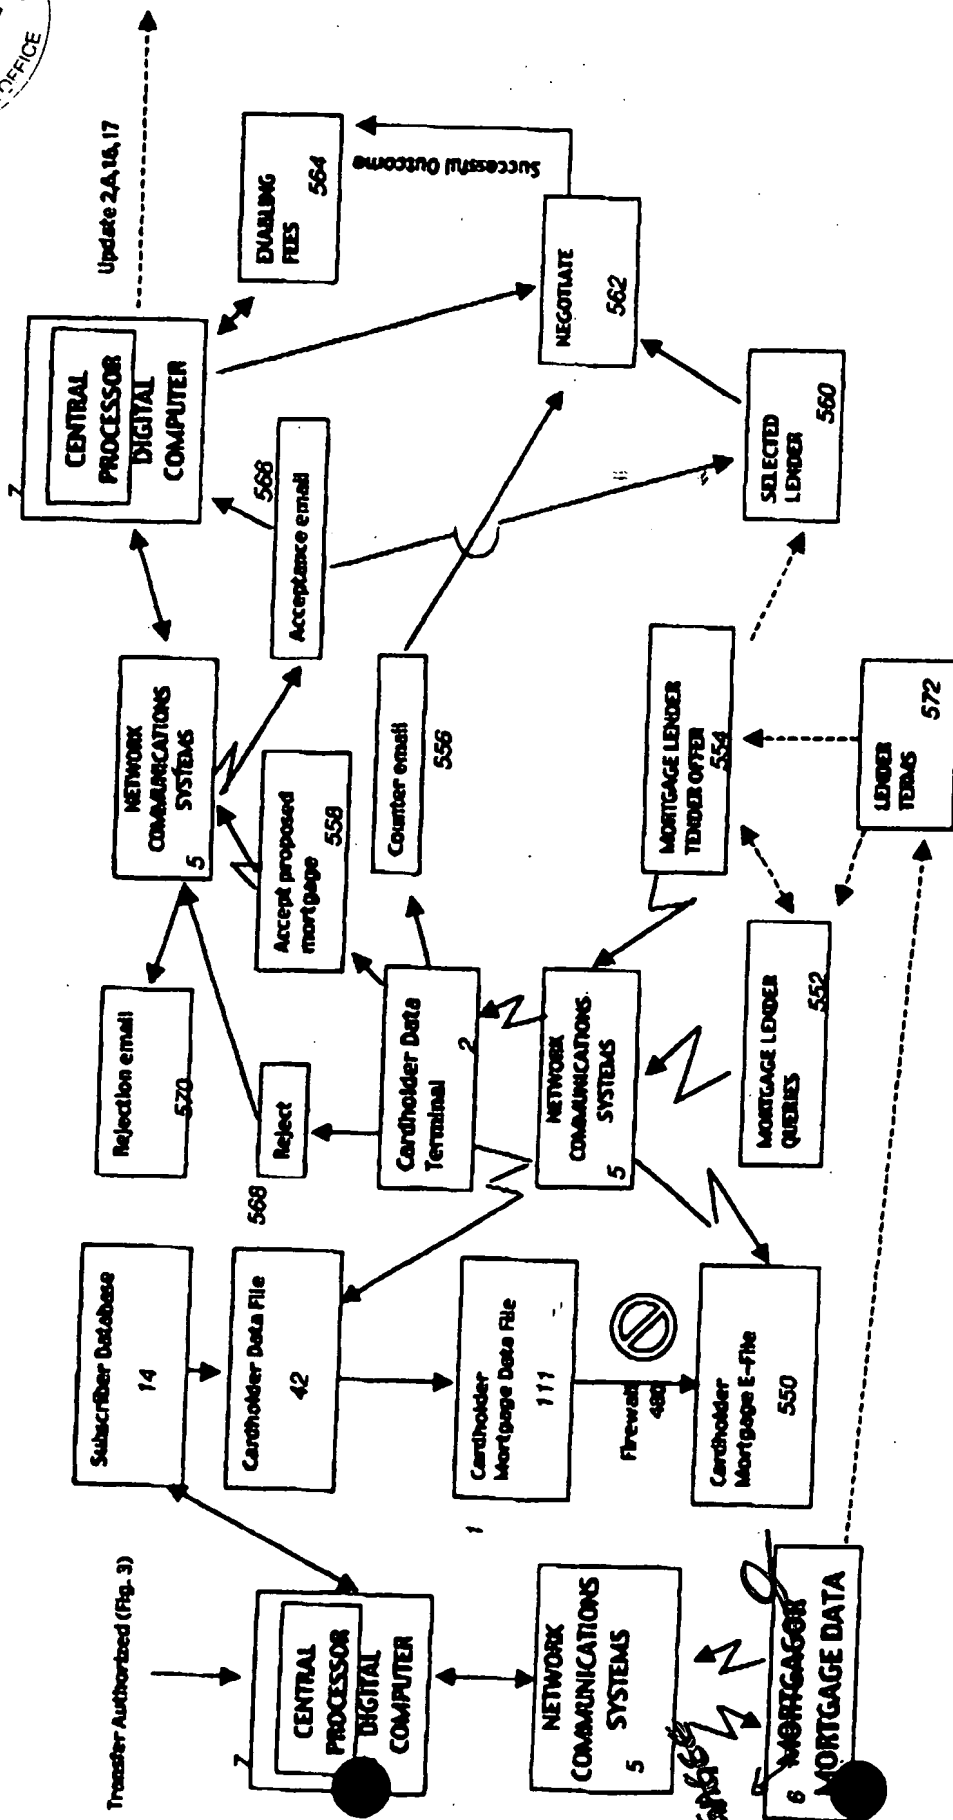 OFFICE
Transfer Authorized (Fig. 3)
7
CENTRAL
PROCESSOR
DIGITAL
COMPUTER
NETWORK
COMMUNICATIONS
SYSTEMS
5
6
MORTGAGOR
MORTGAGE DATA
Subscriber Database
14
Cardholder Data File
42
Cardholder
Mortgage Data File
111
1
Firewall
480
Cardholder
Mortgage E-File
550
Rejection email
570
Reject
568
Cardholder Data
Terminal
2
NETWORK
COMMUNICATIONS
SYSTEMS
5
MORTGAGE LENDER
QUERIES
552
NETWORK
COMMUNICATIONS
SYSTEMS
5
Accept proposed
mortgage
558
Counter email
556
MORTGAGE LENDER
TENDER OFFER
554
LENDER
TERMS
572
7
CENTRAL
PROCESSOR
DIGITAL
COMPUTER
Acceptance email
566
SELECTED
LENDER
560
NEGOTIATE
562
ENABLING
FEES
564
Successful Outcome
Update 2,4,16,17